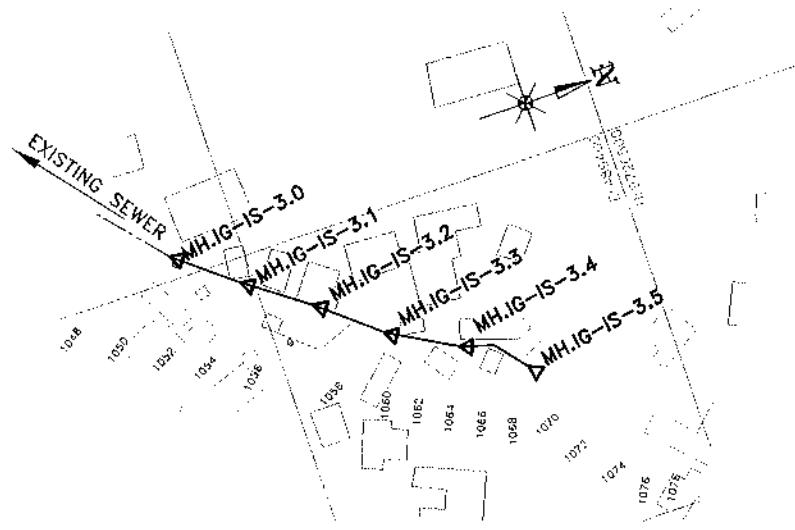 N
EXISTING SEWER
MH.IG-IS-3.0
MH.IG-IS-3.1
MH.IG-IS-3.2
MH.IG-IS-3.3
MH.IG-IS-3.4
MH.IG-IS-3.5
1048
1050
1052
1054
1056
1058
1060
1062
1064
1066
1068
1070
1072
1074
1076
1078